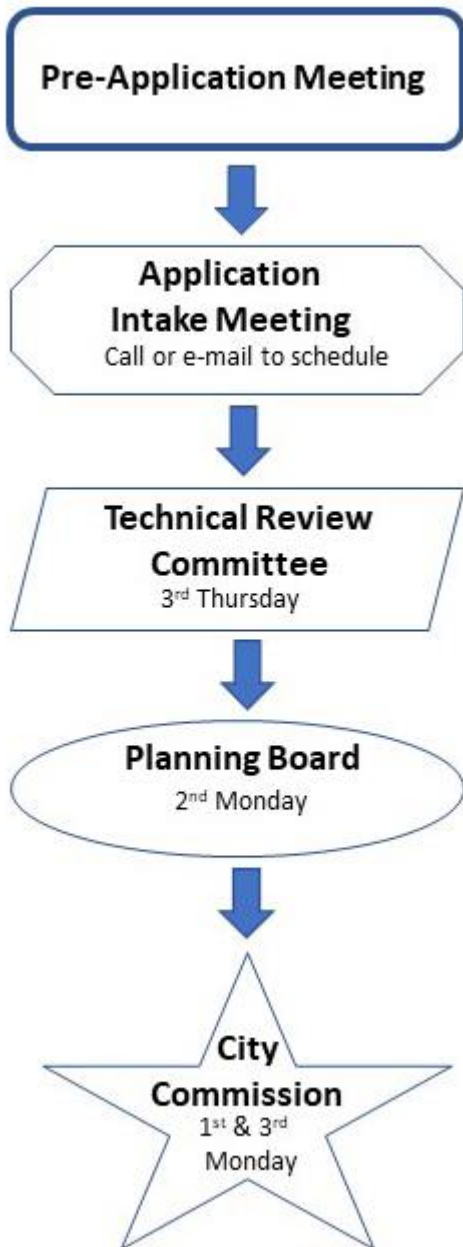 Pre-Application Meeting
Application
Intake Meeting
Call or e-mail to schedule
Technical Review
Committee
3rd Thursday
Planning Board
2nd Monday
City
Commission
1st & 3rd
Monday